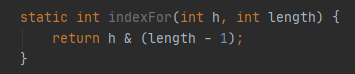 static int indexFor(int h, int length) {
    return h & (length - 1);
}